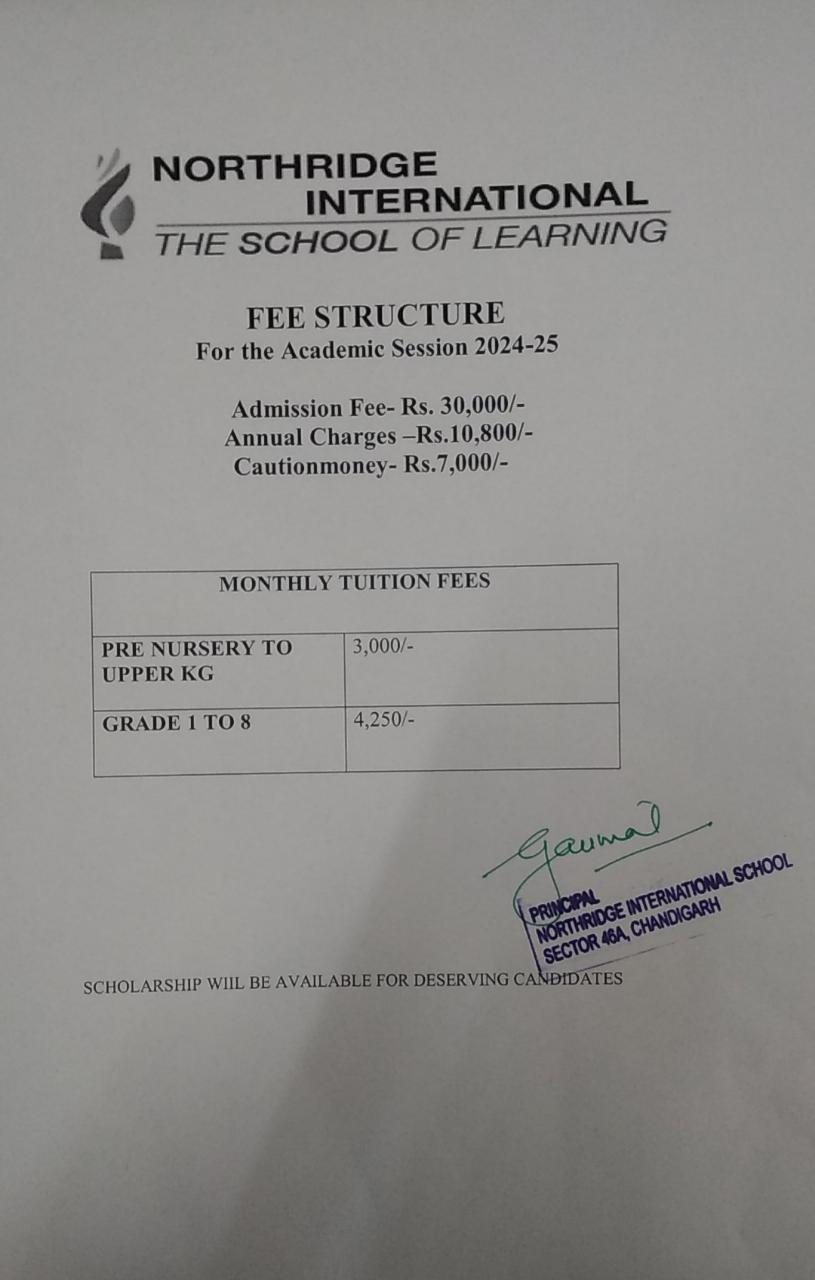 NORTHRIDGE
INTERNATIONAL
THE SCHOOL OF LEARNING
FEE STRUCTURE
For the Academic Session 2024-25
Admission Fee- Rs. 30,000/-
Annual Charges –Rs.10,800/-
Cautionmoney- Rs.7,000/-
MONTHLY TUITION FEES
PRE NURSERY TO
UPPER KG
3,000/-
GRADE 1 TO 8
4,250/-
PRINCIPAL
NORTHRIDGE INTERNATIONAL SCHOOL
SECTOR 46A, CHANDIGARH
SCHOLARSHIP WIIL BE AVAILABLE FOR DESERVING CANDIDATES